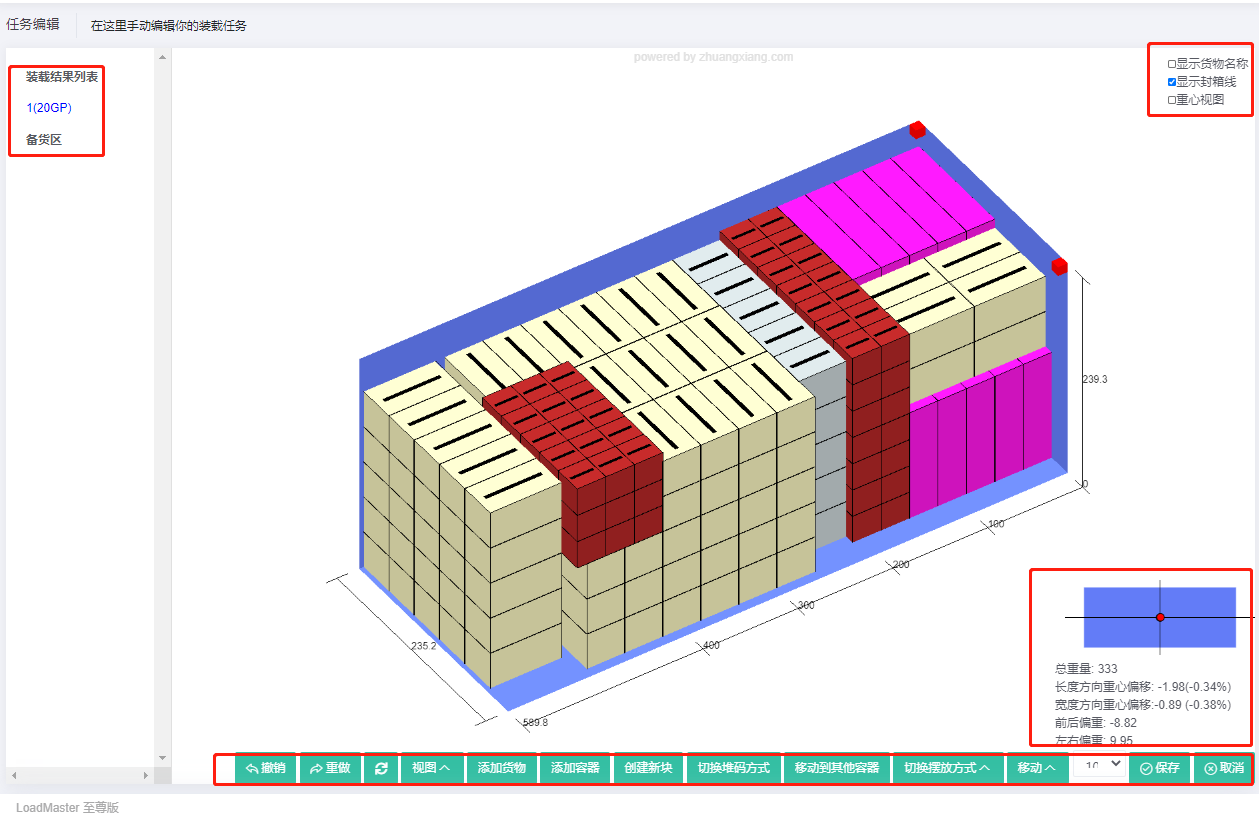 任务编辑 在这里手动编辑你的装载任务
装载结果列表
1(20GP)
备货区
powered by zhuangxiang.com
显示货物名称
显示封箱线
重心视图
239.3
0
100
200
300
400
589.8
235.2
总重量: 333
长度方向重心偏移: -1.98(-0.34%)
宽度方向重心偏移:-0.89 (-0.38%)
前后偏重: -8.82
左右偏重: 9.95
撤销 重做 视图 添加货物 添加容器 创建新块 切换堆码方式 移动到其他容器 切换摆放方式 移动 10 保存 取消
LoadMaster 至尊版